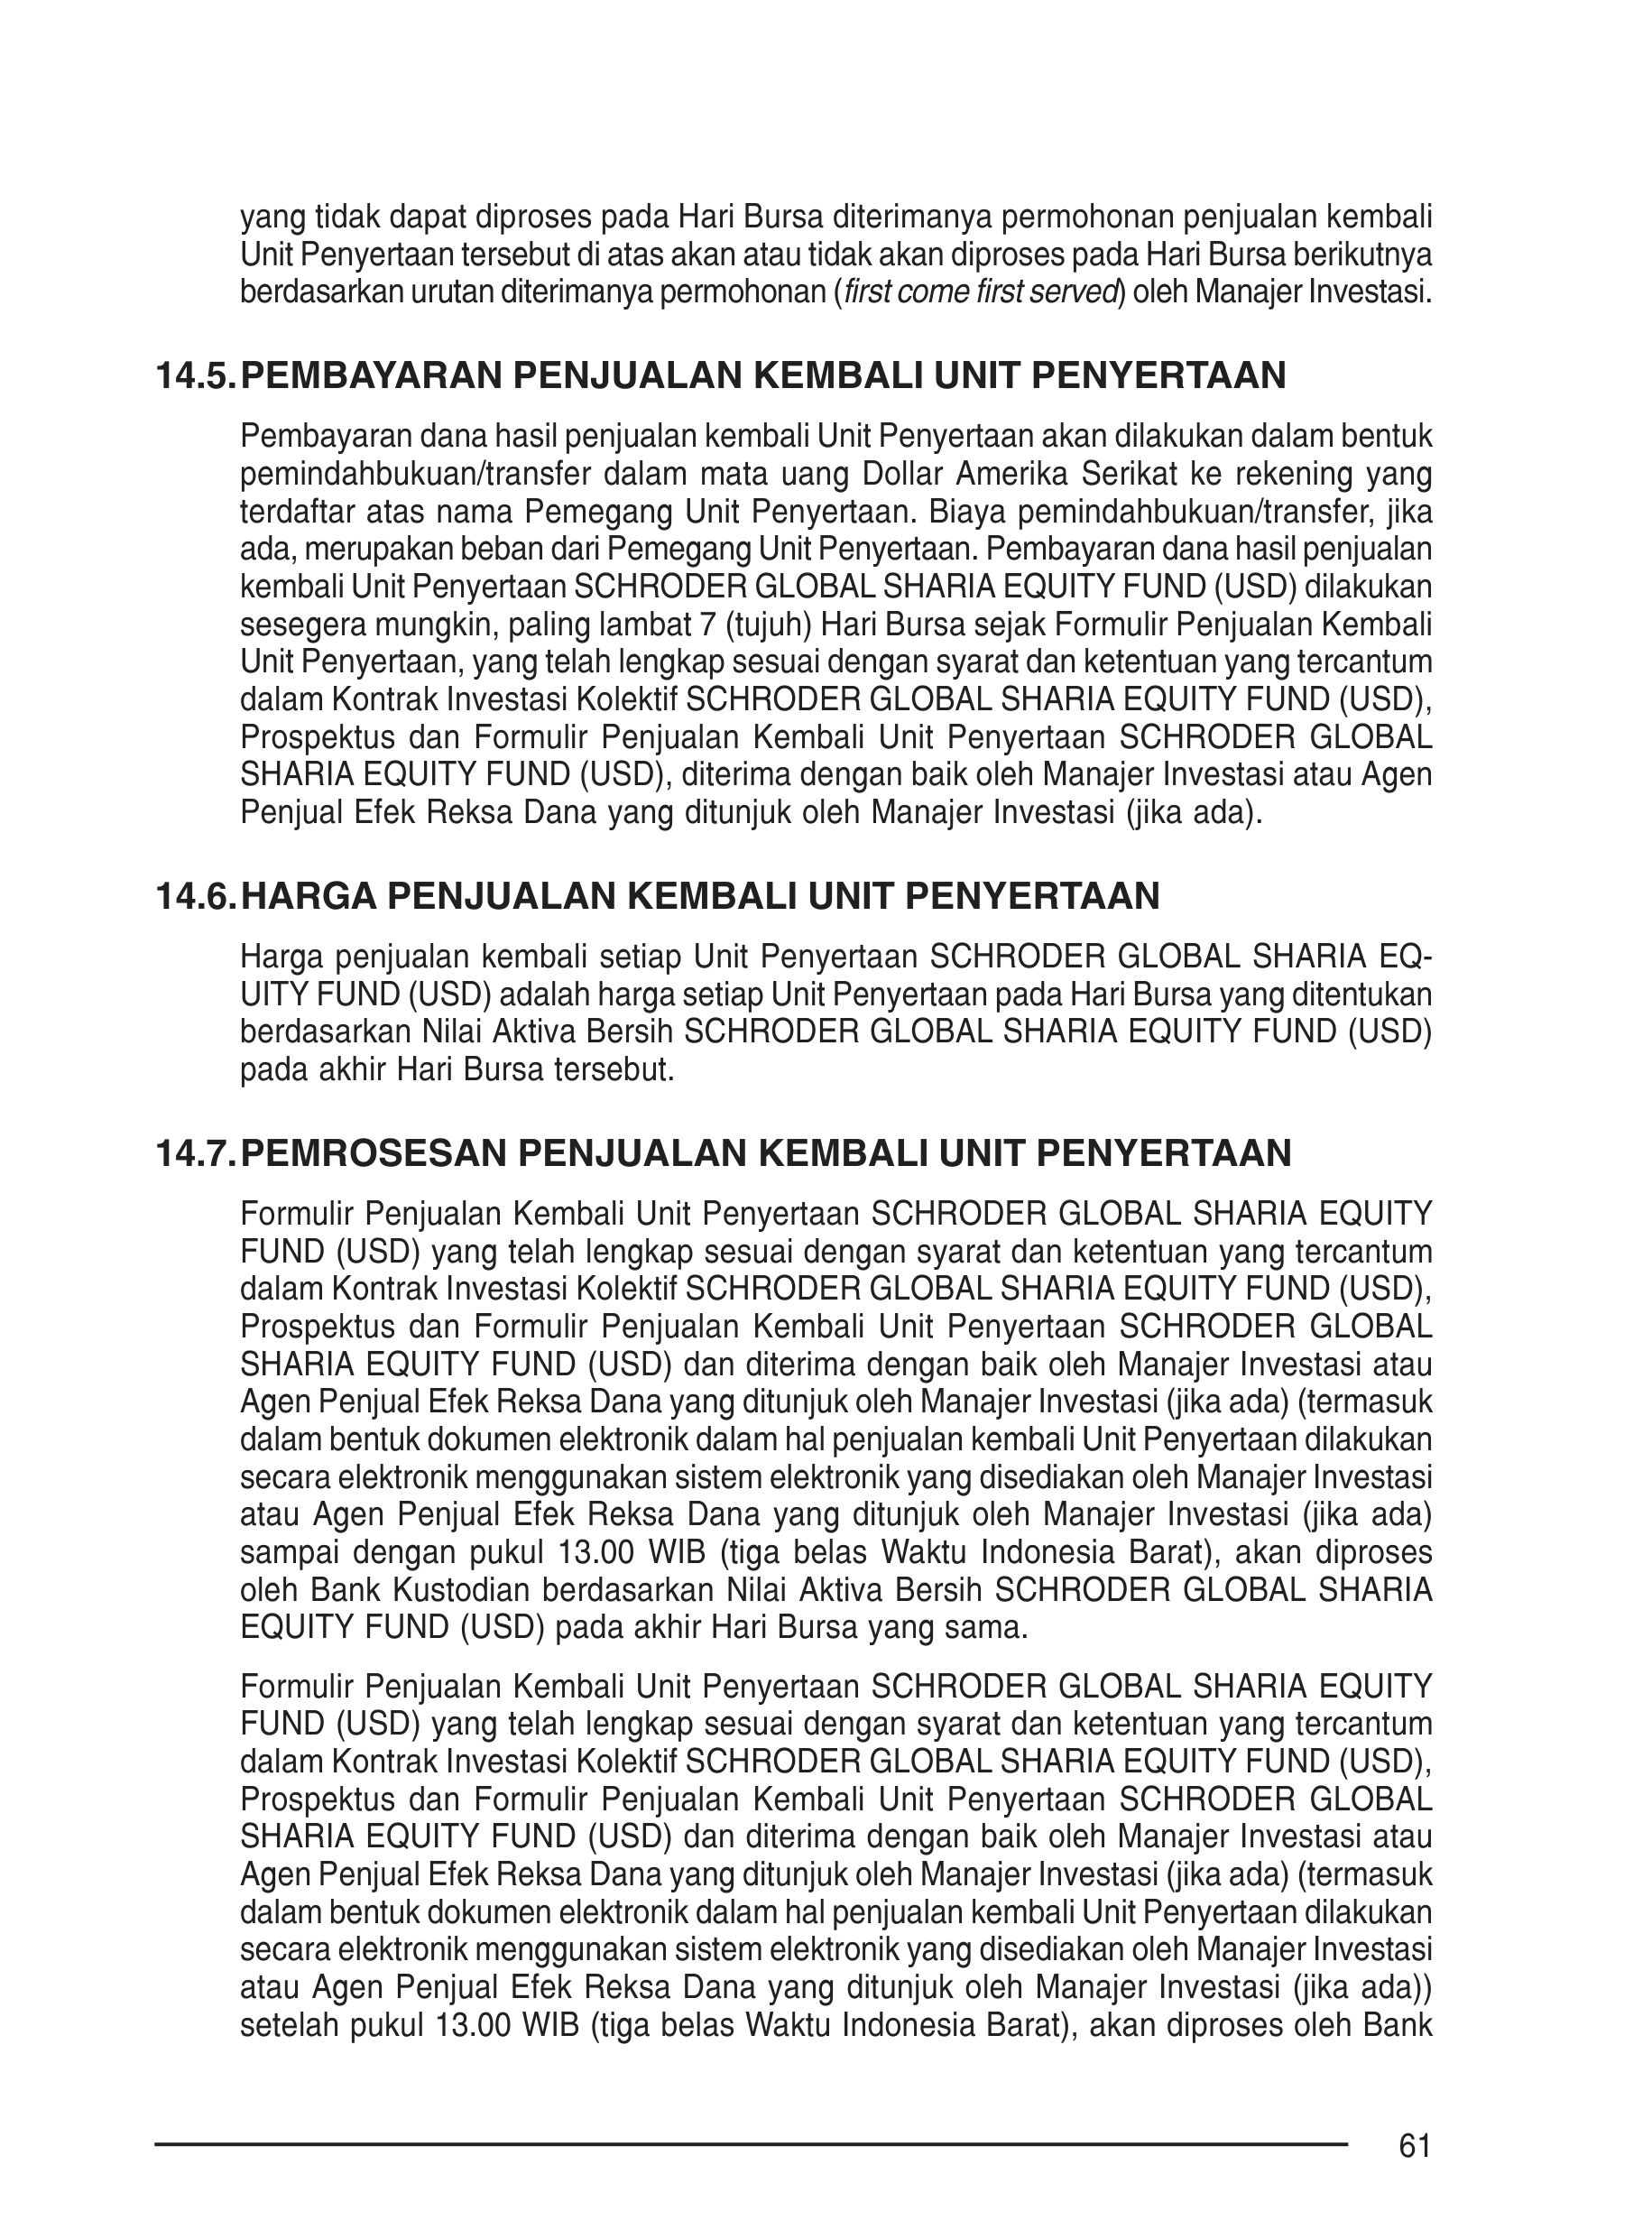 yang tidak dapat diproses pada Hari Bursa diterimanya permohonan penjualan kembali
Unit Penyertaan tersebut di atas akan atau tidak akan diproses pada Hari Bursa berikutnya
berdasarkan urutan diterimanya permohonan (first come first served) oleh Manajer Investasi.
14.5. PEMBAYARAN PENJUALAN KEMBALI UNIT PENYERTAAN
Pembayaran dana hasil penjualan kembali Unit Penyertaan akan dilakukan dalam bentuk
pemindahbukuan/transfer dalam mata uang Dollar Amerika Serikat ke rekening yang
terdaftar atas nama Pemegang Unit Penyertaan. Biaya pemindahbukuan/transfer, jika
ada, merupakan beban dari Pemegang Unit Penyertaan. Pembayaran dana hasil penjualan
kembali Unit Penyertaan SCHRODER GLOBAL SHARIA EQUITY FUND (USD) dilakukan
sesegera mungkin, paling lambat 7 (tujuh) Hari Bursa sejak Formulir Penjualan Kembali
Unit Penyertaan, yang telah lengkap sesuai dengan syarat dan ketentuan yang tercantum
dalam Kontrak Investasi Kolektif SCHRODER GLOBAL SHARIA EQUITY FUND (USD),
Prospektus dan Formulir Penjualan Kembali Unit Penyertaan SCHRODER GLOBAL
SHARIA EQUITY FUND (USD), diterima dengan baik oleh Manajer Investasi atau Agen
Penjual Efek Reksa Dana yang ditunjuk oleh Manajer Investasi (jika ada).
14.6. HARGA PENJUALAN KEMBALI UNIT PENYERTAAN
Harga penjualan kembali setiap Unit Penyertaan SCHRODER GLOBAL SHARIA EQ-
UITY FUND (USD) adalah harga setiap Unit Penyertaan pada Hari Bursa yang ditentukan
berdasarkan Nilai Aktiva Bersih SCHRODER GLOBAL SHARIA EQUITY FUND (USD)
pada akhir Hari Bursa tersebut.
14.7. PEMROSESAN PENJUALAN KEMBALI UNIT PENYERTAAN
Formulir Penjualan Kembali Unit Penyertaan SCHRODER GLOBAL SHARIA EQUITY
FUND (USD) yang telah lengkap sesuai dengan syarat dan ketentuan yang tercantum
dalam Kontrak Investasi Kolektif SCHRODER GLOBAL SHARIA EQUITY FUND (USD),
Prospektus dan Formulir Penjualan Kembali Unit Penyertaan SCHRODER GLOBAL
SHARIA EQUITY FUND (USD) dan diterima dengan baik oleh Manajer Investasi atau
Agen Penjual Efek Reksa Dana yang ditunjuk oleh Manajer Investasi (jika ada) (termasuk
dalam bentuk dokumen elektronik dalam hal penjualan kembali Unit Penyertaan dilakukan
secara elektronik menggunakan sistem elektronik yang disediakan oleh Manajer Investasi
atau Agen Penjual Efek Reksa Dana yang ditunjuk oleh Manajer Investasi (jika ada)
sampai dengan pukul 13.00 WIB (tiga belas Waktu Indonesia Barat), akan diproses
oleh Bank Kustodian berdasarkan Nilai Aktiva Bersih SCHRODER GLOBAL SHARIA
EQUITY FUND (USD) pada akhir Hari Bursa yang sama.
Formulir Penjualan Kembali Unit Penyertaan SCHRODER GLOBAL SHARIA EQUITY
FUND (USD) yang telah lengkap sesuai dengan syarat dan ketentuan yang tercantum
dalam Kontrak Investasi Kolektif SCHRODER GLOBAL SHARIA EQUITY FUND (USD),
Prospektus dan Formulir Penjualan Kembali Unit Penyertaan SCHRODER GLOBAL
SHARIA EQUITY FUND (USD) dan diterima dengan baik oleh Manajer Investasi atau
Agen Penjual Efek Reksa Dana yang ditunjuk oleh Manajer Investasi (jika ada) (termasuk
dalam bentuk dokumen elektronik dalam hal penjualan kembali Unit Penyertaan dilakukan
secara elektronik menggunakan sistem elektronik yang disediakan oleh Manajer Investasi
atau Agen Penjual Efek Reksa Dana yang ditunjuk oleh Manajer Investasi (jika ada))
setelah pukul 13.00 WIB (tiga belas Waktu Indonesia Barat), akan diproses oleh Bank
61